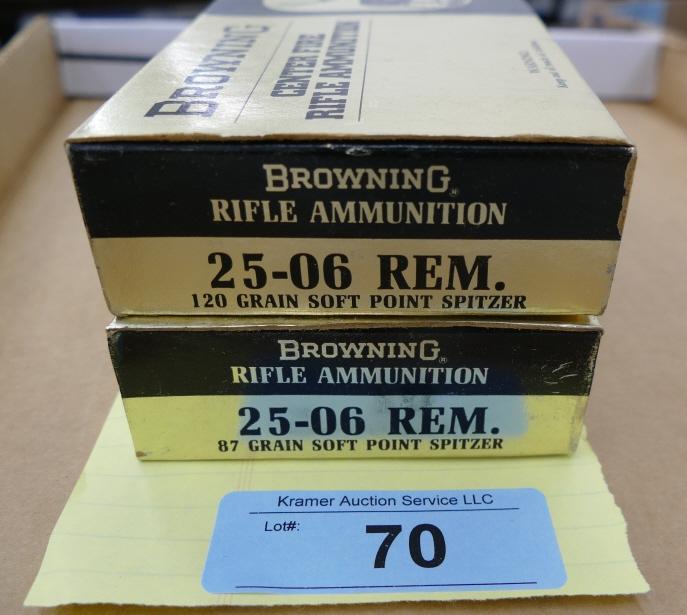 BROWNING
CENTER FIRE
RIFLE AMMUNITION
WARNING
BROWNING®
RIFLE AMMUNITION
25-06 REM.
120 GRAIN SOFT POINT SPITZER
BROWNING®
RIFLE AMMUNITION
25-06 REM.
87 GRAIN SOFT POINT SPITZER
Kramer Auction Service LLC
Lot#:
70